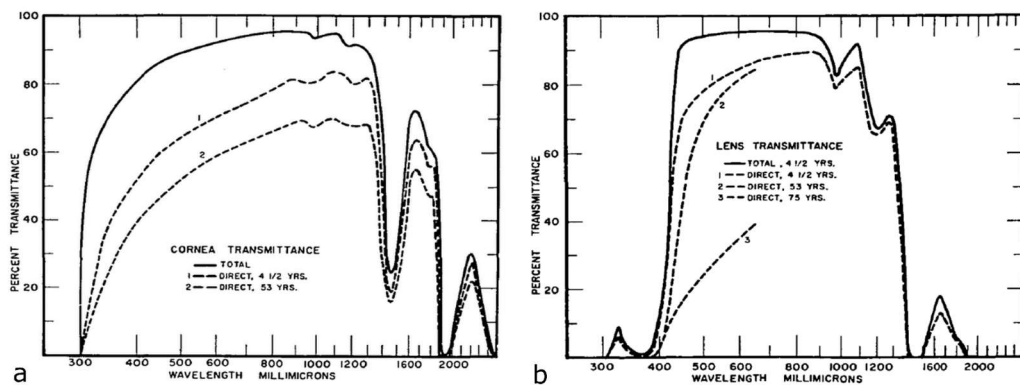 100
80
60
40
20
PERCENT TRANSMITTANCE
1
2
CORNEA TRANSMITTANCE
TOTAL
1 DIRECT, 4 1/2 YRS.
2 DIRECT, 53 YRS.
300 400 500 600 800 1000 1200 1600 2000
WAVELENGTH MILLIMICRONS
a
100
80
60
40
20
PERCENT TRANSMITTANCE
1
2
3
LENS TRANSMITTANCE
TOTAL, 4 1/2 YRS.
1 DIRECT, 4 1/2 YRS.
2 DIRECT, 53 YRS.
3 DIRECT, 75 YRS.
300 400 500 600 800 1000 1200 1600 2000
WAVELENGTH MILLIMICRONS
b